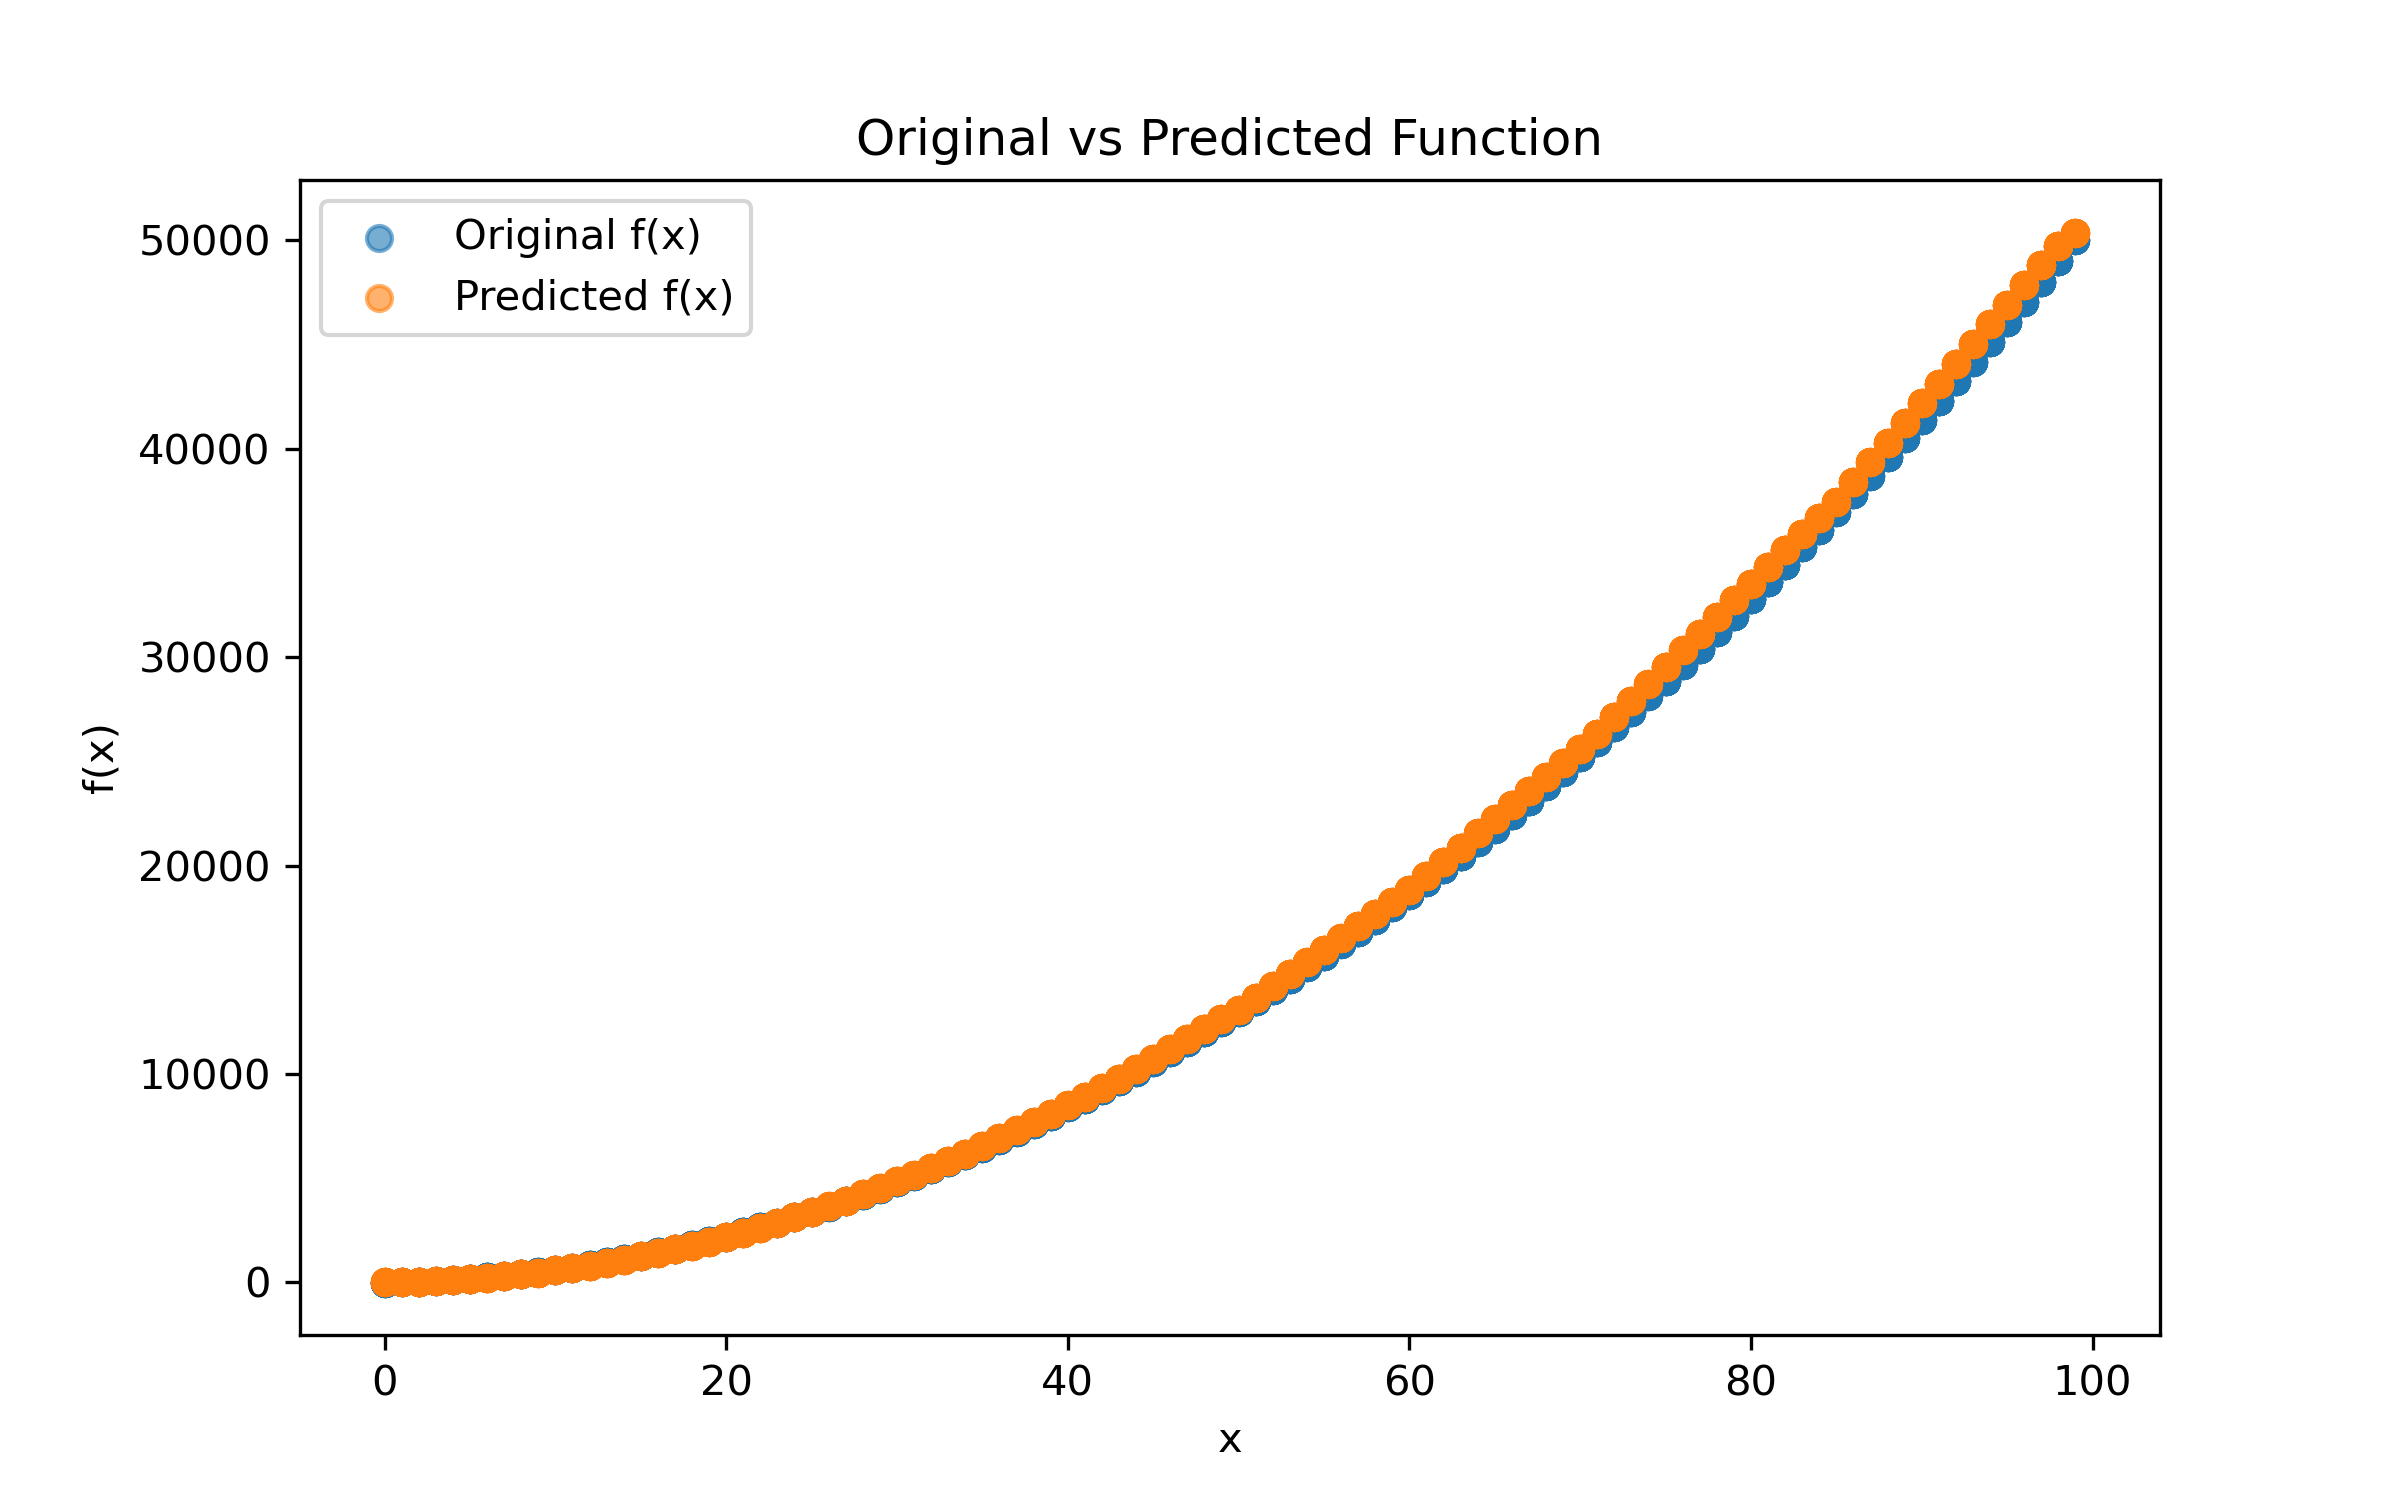 Original vs Predicted Function
Original f(x)
Predicted f(x)
50000
40000
30000
20000
10000
0
f(x)
0 20 40 60 80 100
x